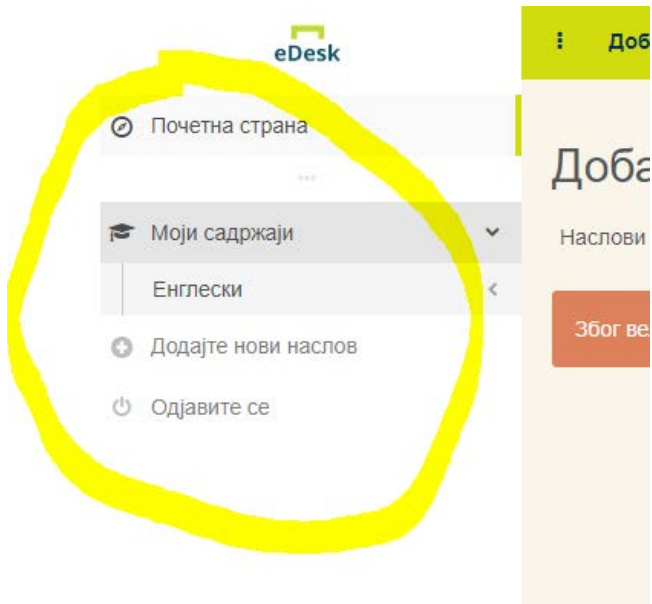 eDesk
Почетна страна
...
Моји садржаји
Енглески
Додајте нови наслов
Одјавите се
Доб
Доба
Наслови
Због ве